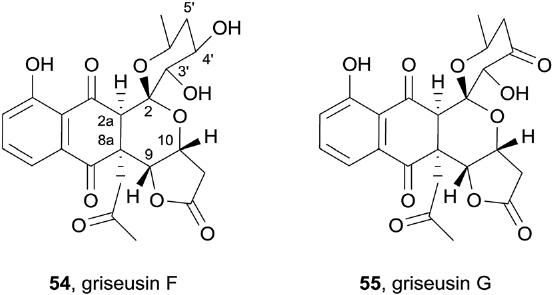 5'
OH
4'
OH O
O 3'
H OH
2
2a O
8a
10 H
9
O H
O
O
O
54, griseusin F
OH O
O
O
H OH
O
H
O H
O
O
O
55, griseusin G